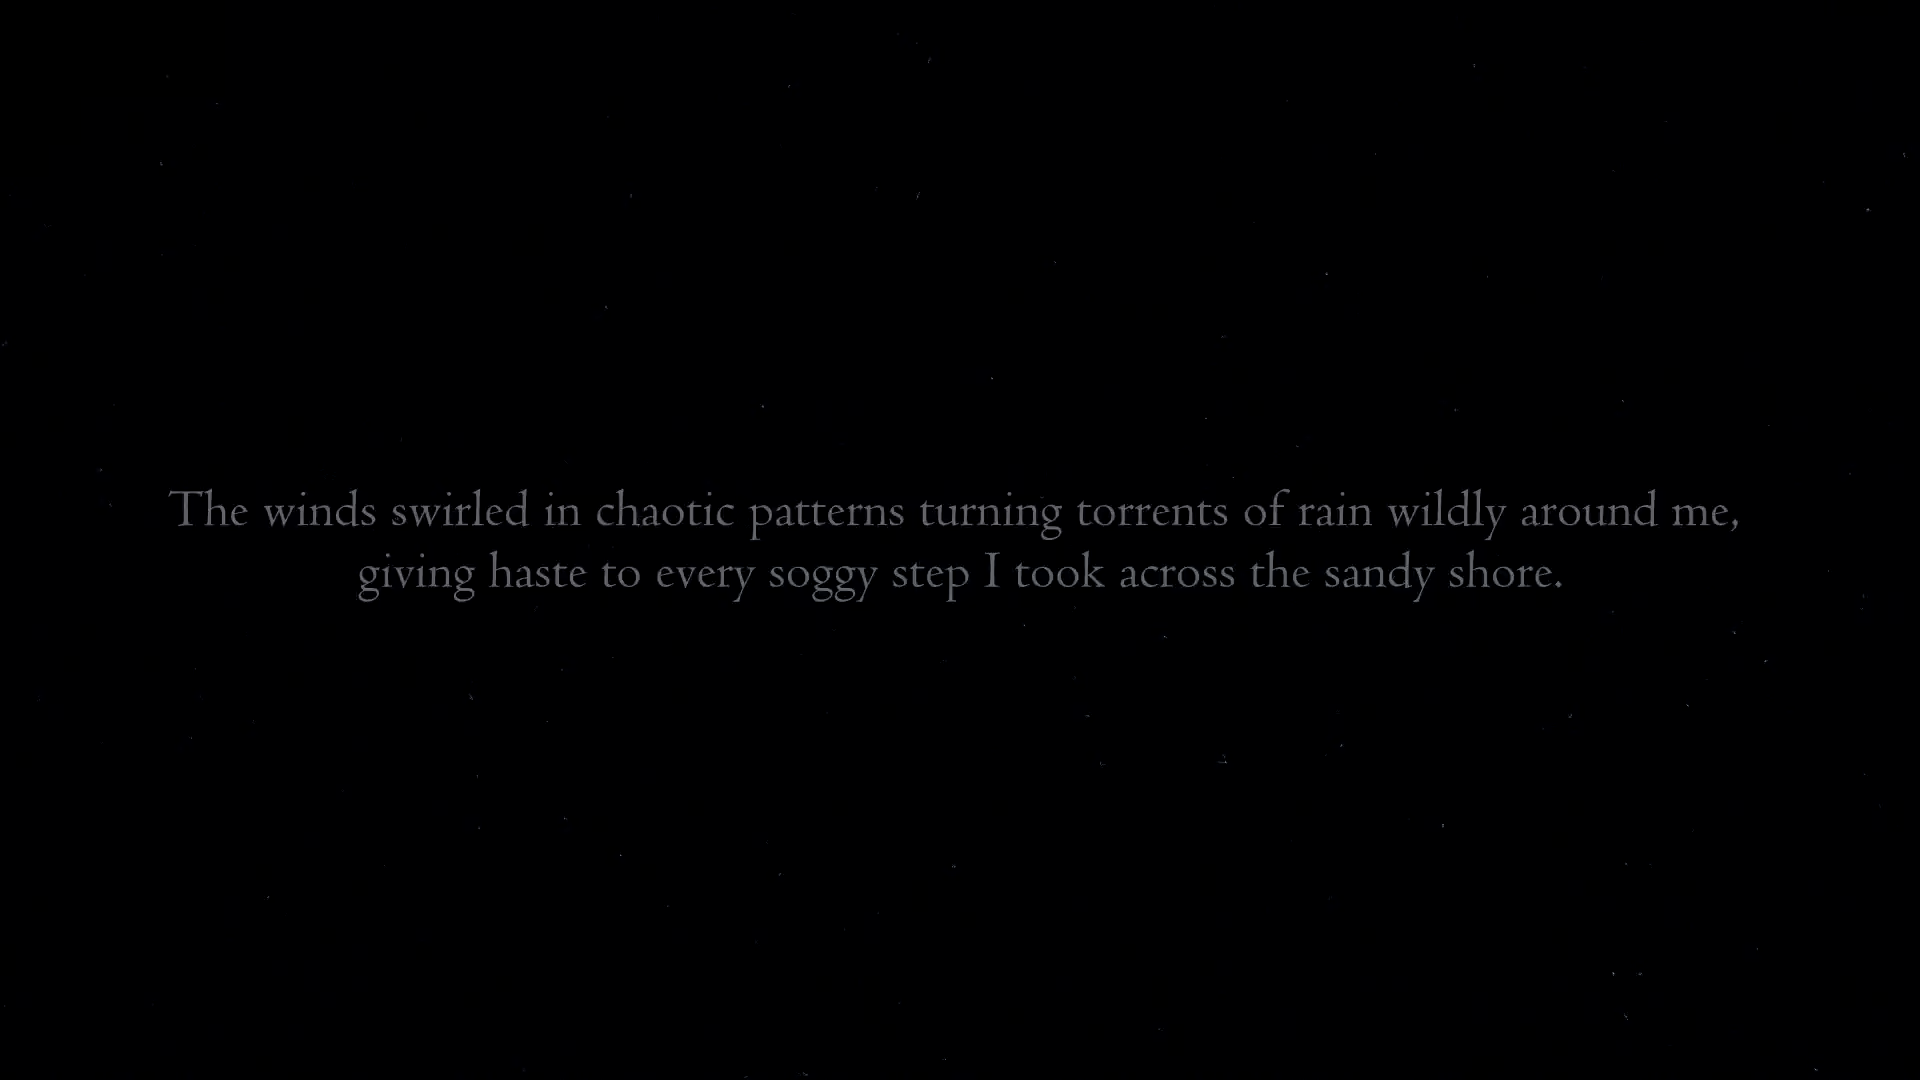 The winds swirled in chaotic patterns turning torrents of rain wildly around me,
giving haste to every soggy step I took across the sandy shore.